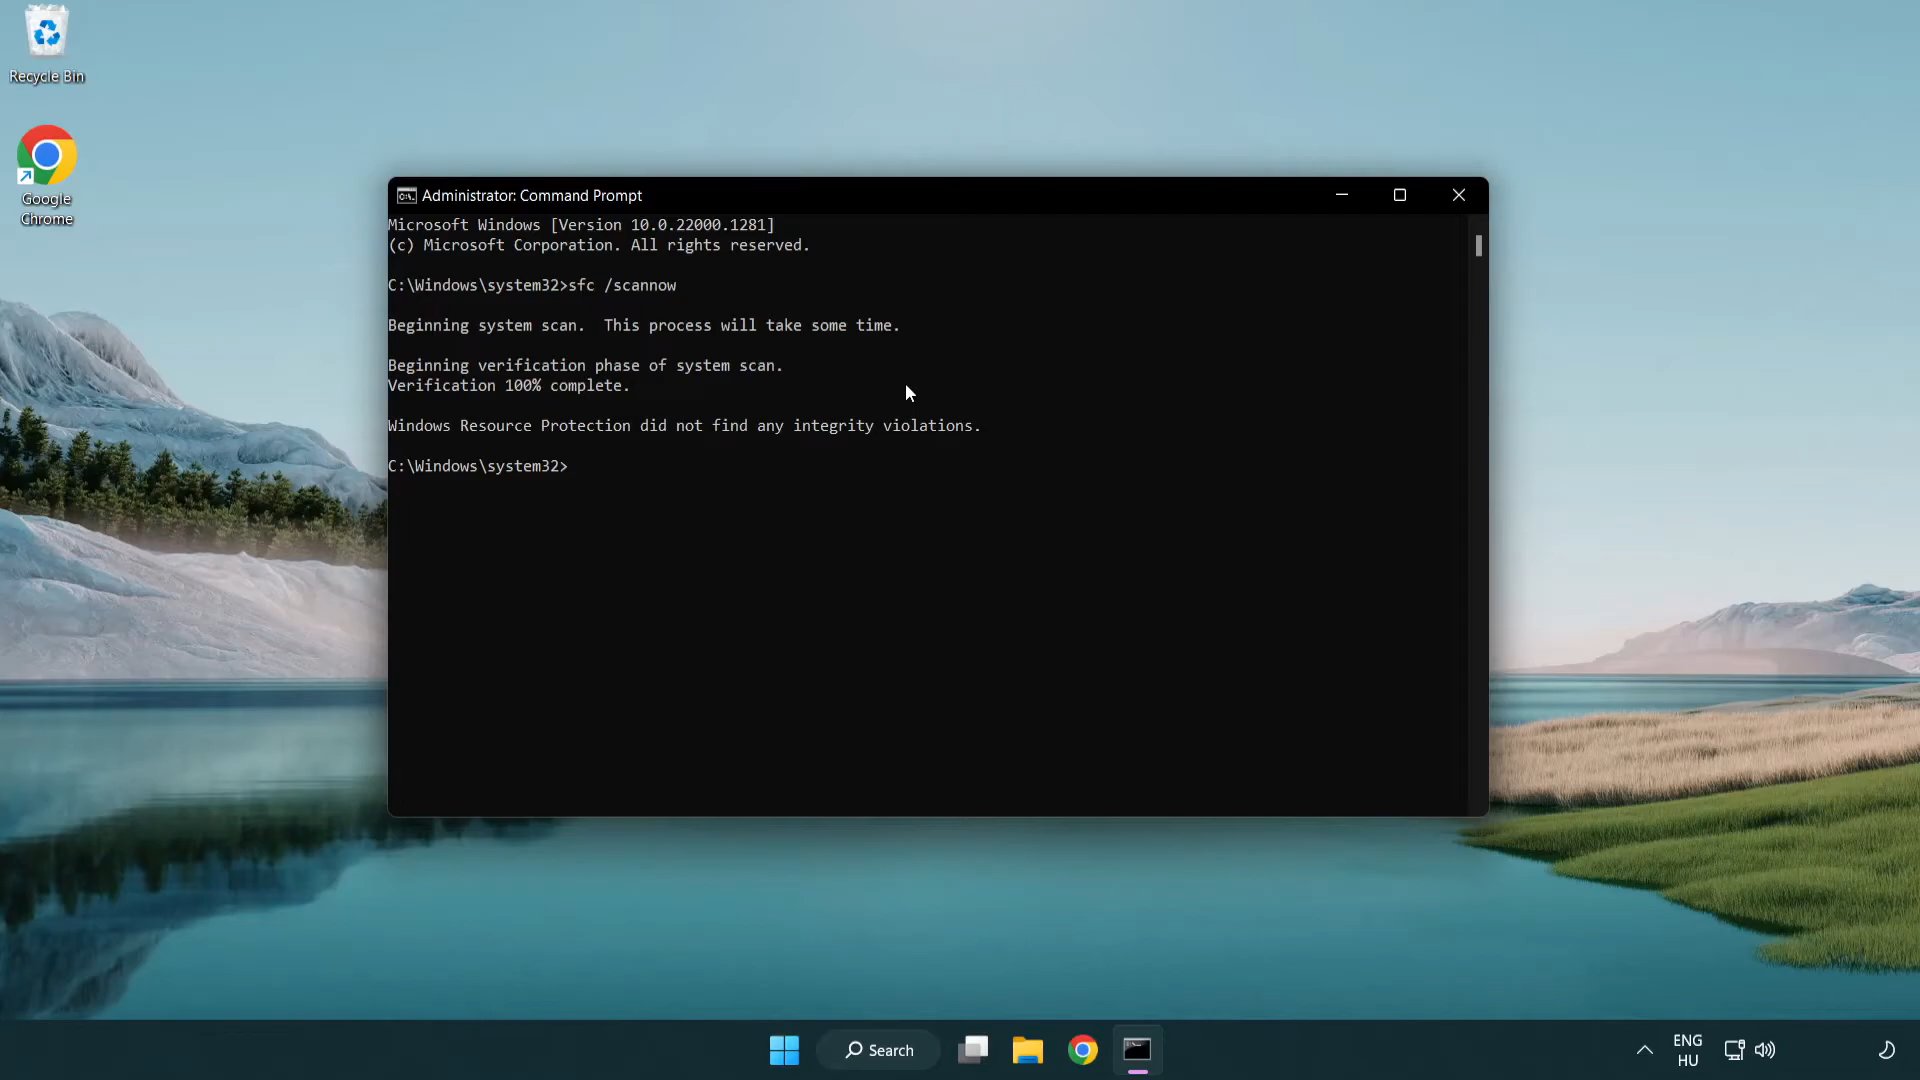 Recycle Bin
Google
Chrome
Administrator: Command Prompt
Microsoft Windows [Version 10.0.22000.1281]
(c) Microsoft Corporation. All rights reserved.
C:\Windows\system32>sfc /scannow
Beginning system scan.  This process will take some time.
Beginning verification phase of system scan.
Verification 100% complete.
Windows Resource Protection did not find any integrity violations.
C:\Windows\system32>
Search
ENG
HU